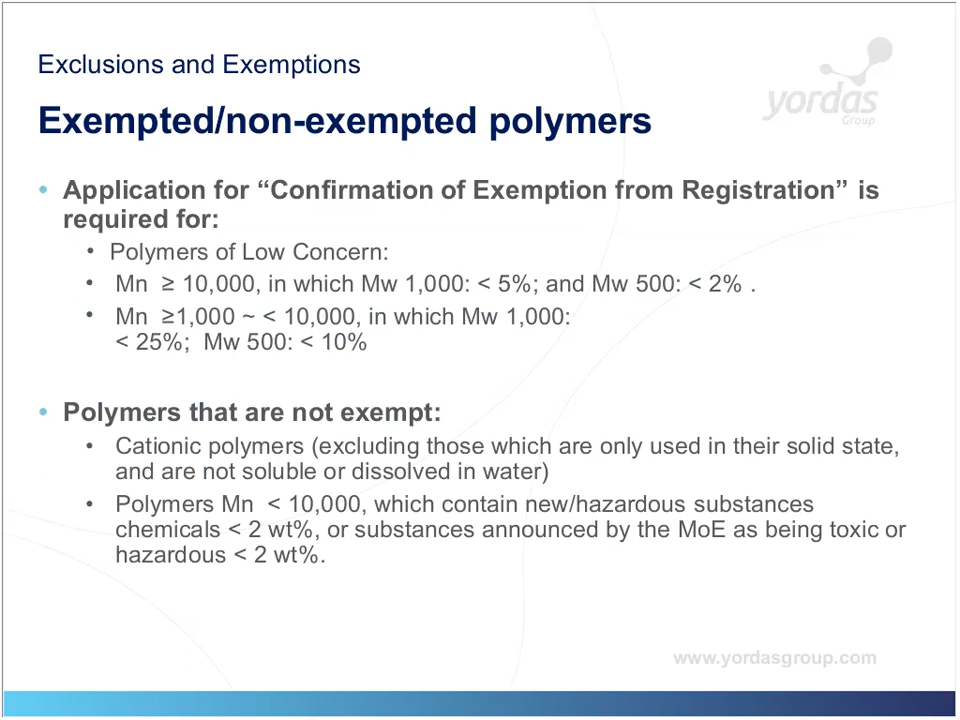 Exclusions and Exemptions
yordas
Group
Exempted/non-exempted polymers
• Application for “Confirmation of Exemption from Registration” is
required for:
• Polymers of Low Concern:
• Mn ≥ 10,000, in which Mw 1,000: < 5%; and Mw 500: < 2% .
• Mn ≥1,000 ~ < 10,000, in which Mw 1,000:
< 25%; Mw 500: < 10%
• Polymers that are not exempt:
• Cationic polymers (excluding those which are only used in their solid state,
and are not soluble or dissolved in water)
• Polymers Mn < 10,000, which contain new/hazardous substances
chemicals < 2 wt%, or substances announced by the MoE as being toxic or
hazardous < 2 wt%.
www.yordasgroup.com